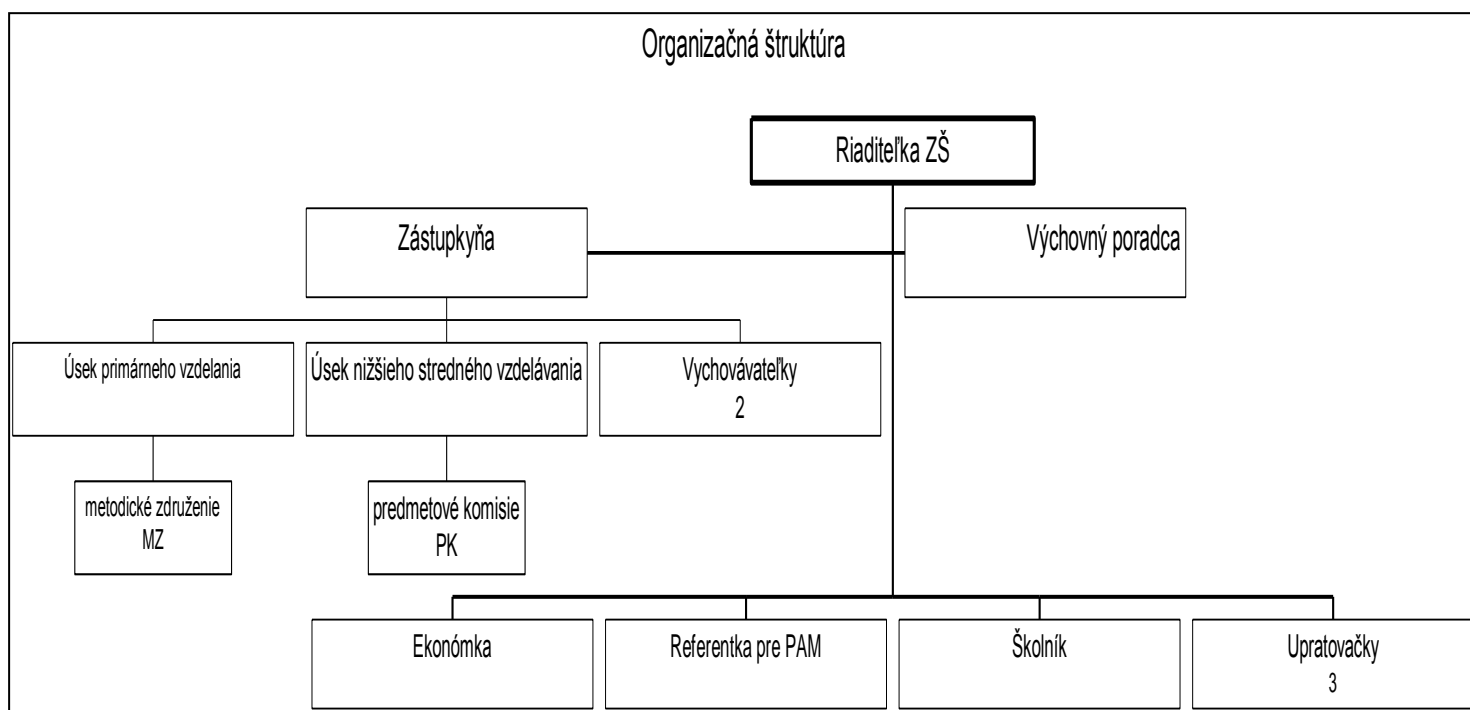 Organizačná štruktúra
Riaditeľka ZŠ
Zástupkyňa
Výchovný poradca
Úsek primárneho vzdelania
Úsek nižšieho stredného vzdelávania
Vychovávateľky
2
metodické združenie
MZ
predmetové komisie
PK
Ekonómka
Referentka pre PAM
Školník
Upratovačky
3